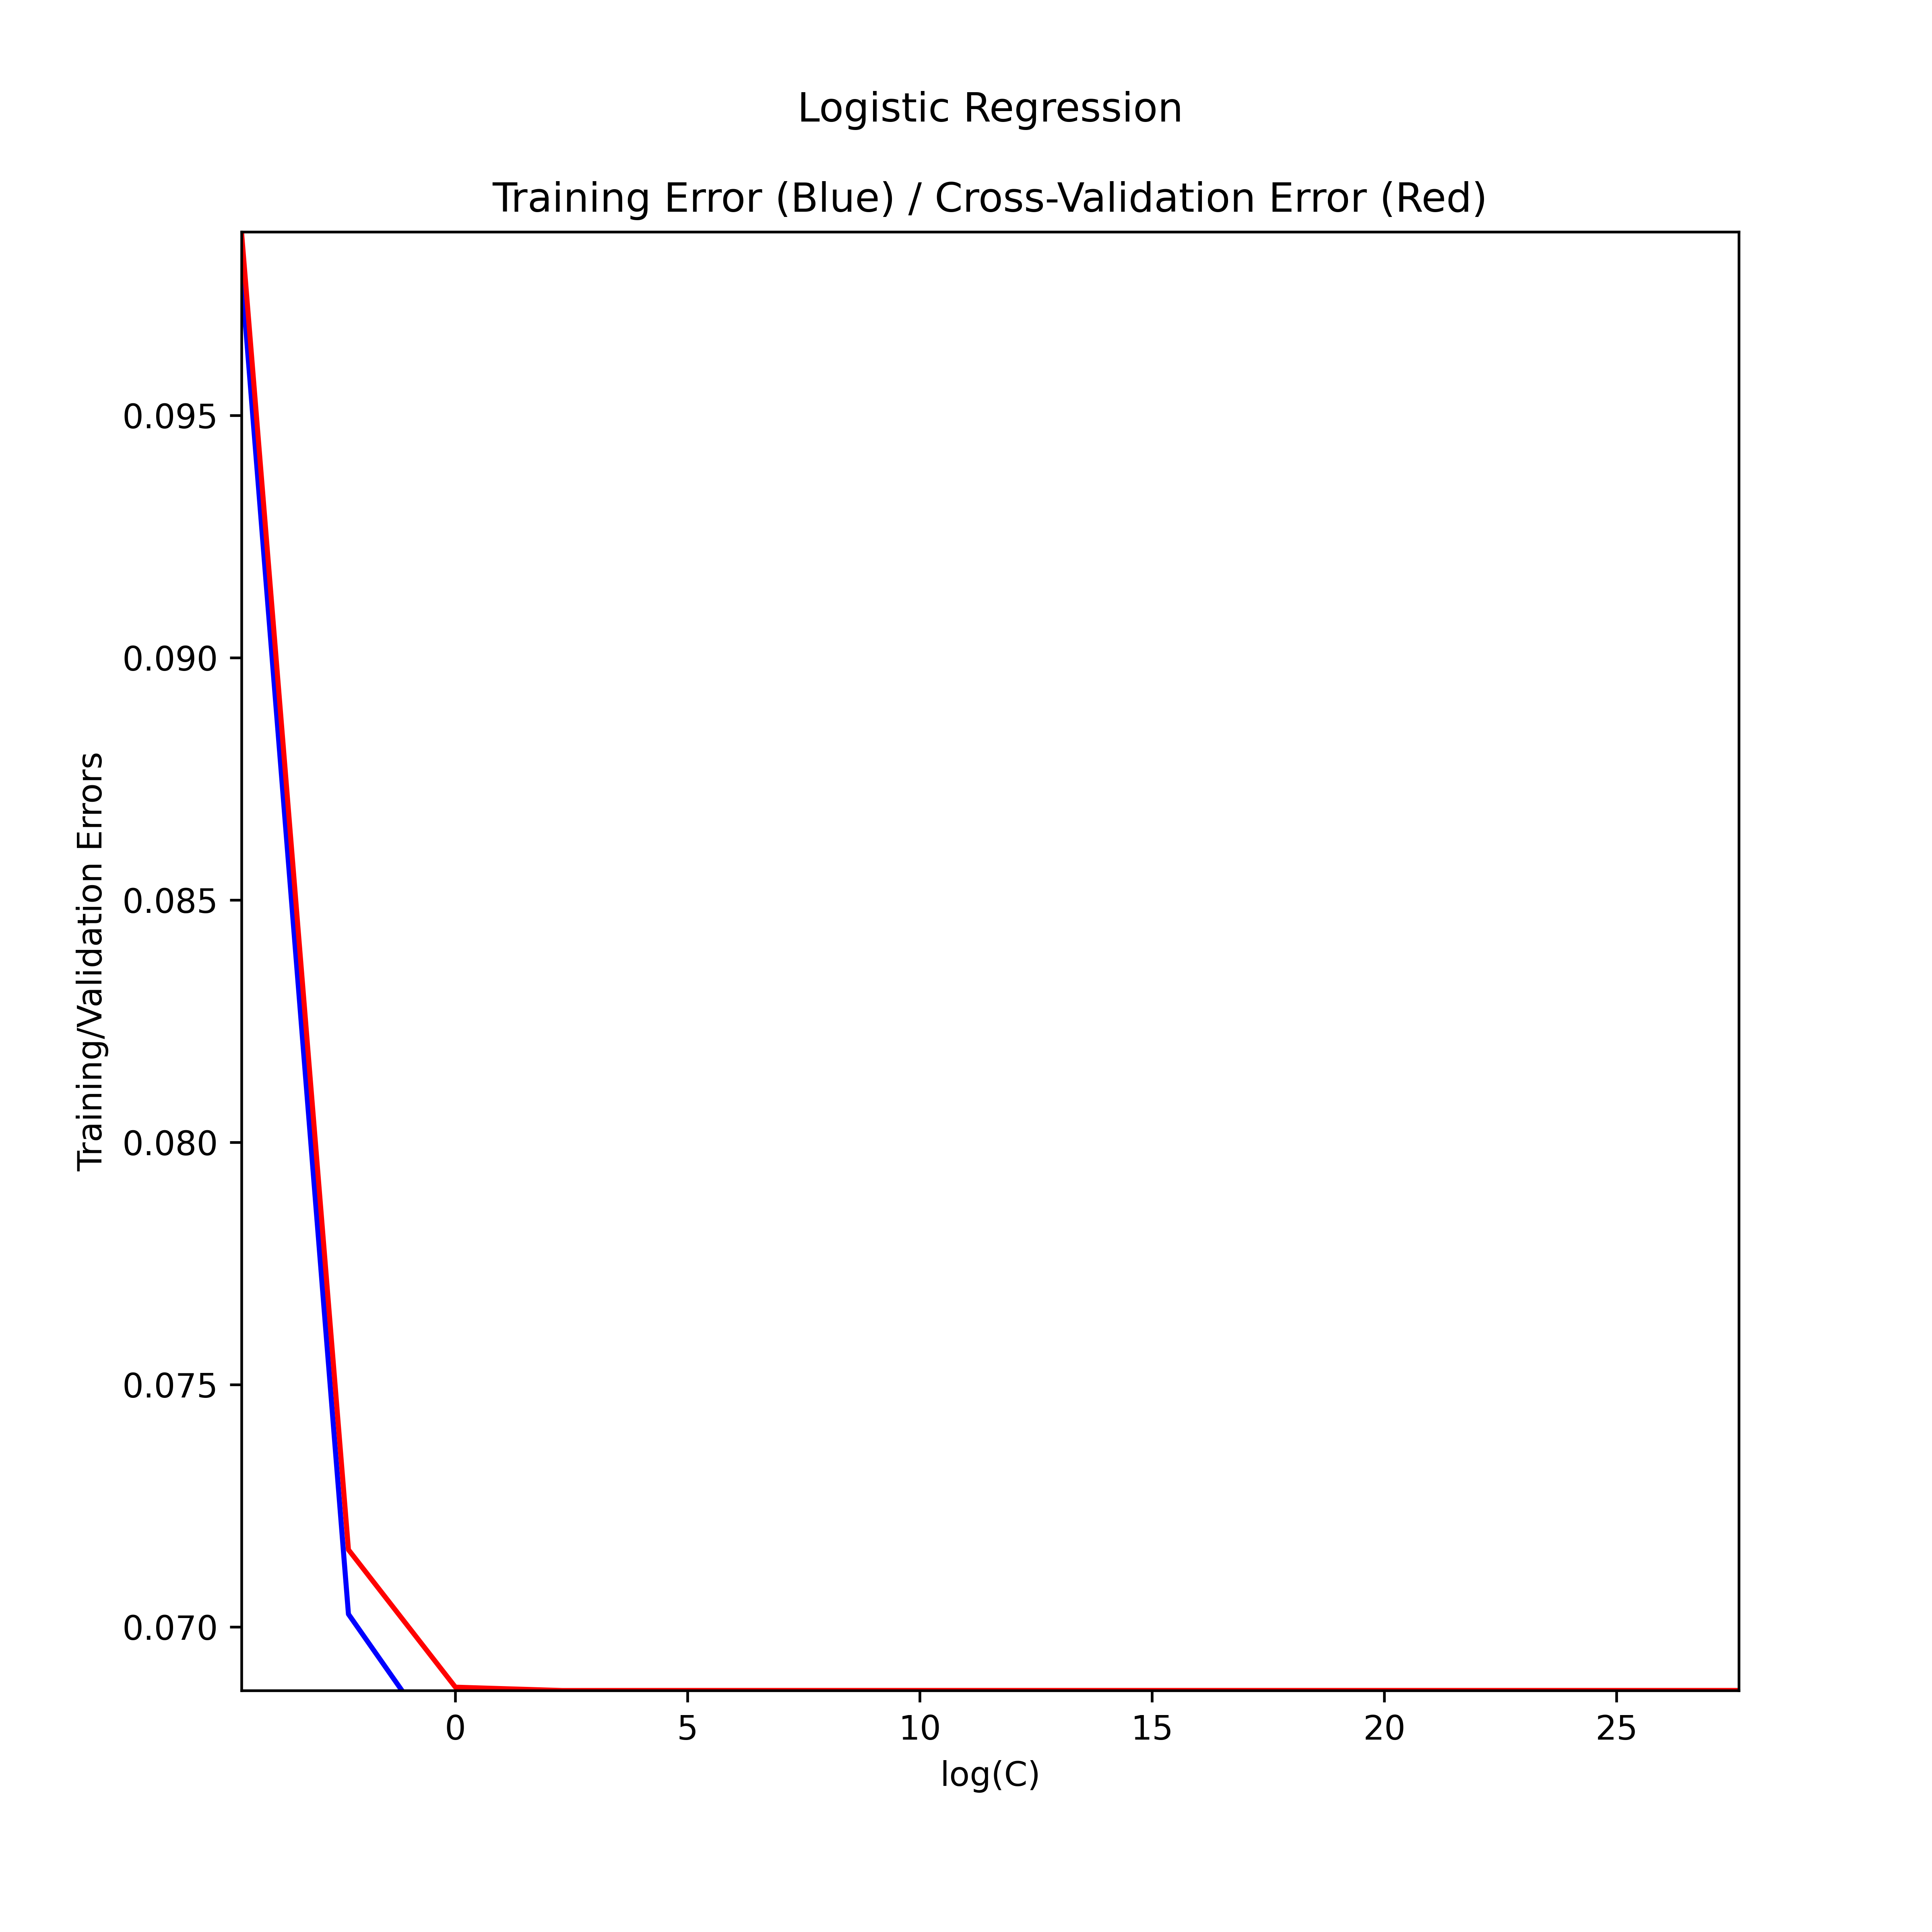 Logistic Regression
Training Error (Blue) / Cross-Validation Error (Red)
Training/Validation Errors
0.095
0.090
0.085
0.080
0.075
0.070
0 5 10 15 20 25
log(C)